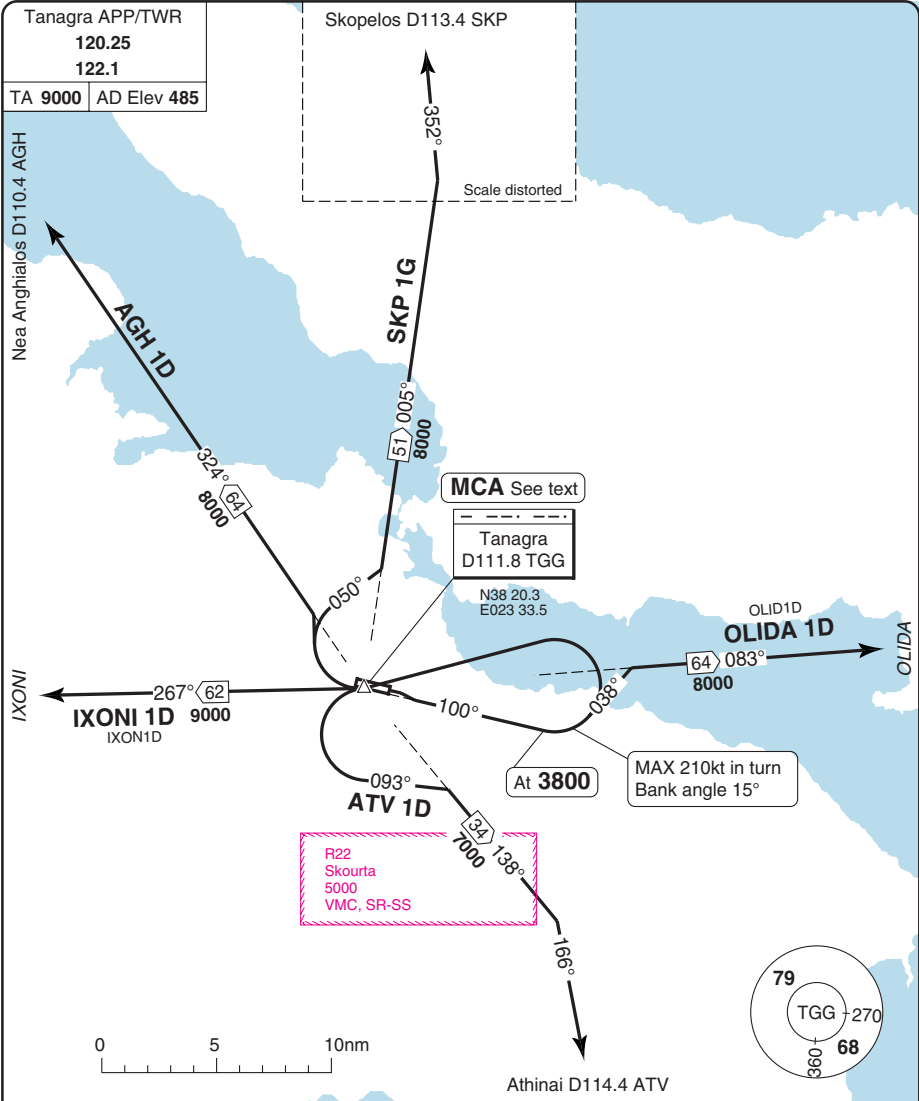 Tanagra APP/TWR
120.25
122.1
TA 9000
AD Elev 485
Skopelos D113.4 SKP
352°
Scale distorted
Nea Anghialos D110.4 AGH
AGH 1D
SKP 1G
005°
51
8000
324°
64
8000
MCA See text
Tanagra
D111.8 TGG
N38 20.3
E023 33.5
050°
OLID1D
OLIDA 1D
OLIDA
64
083°
8000
IXONI
267°
62
9000
IXONI 1D
IXON1D
100°
038°
At 3800
MAX 210kt in turn
Bank angle 15°
093°
ATV 1D
34
7000
138°
R22
Skourta
5000
VMC, SR-SS
166°
79
TGG
270
68
360
0 5 10nm
Athinai D114.4 ATV